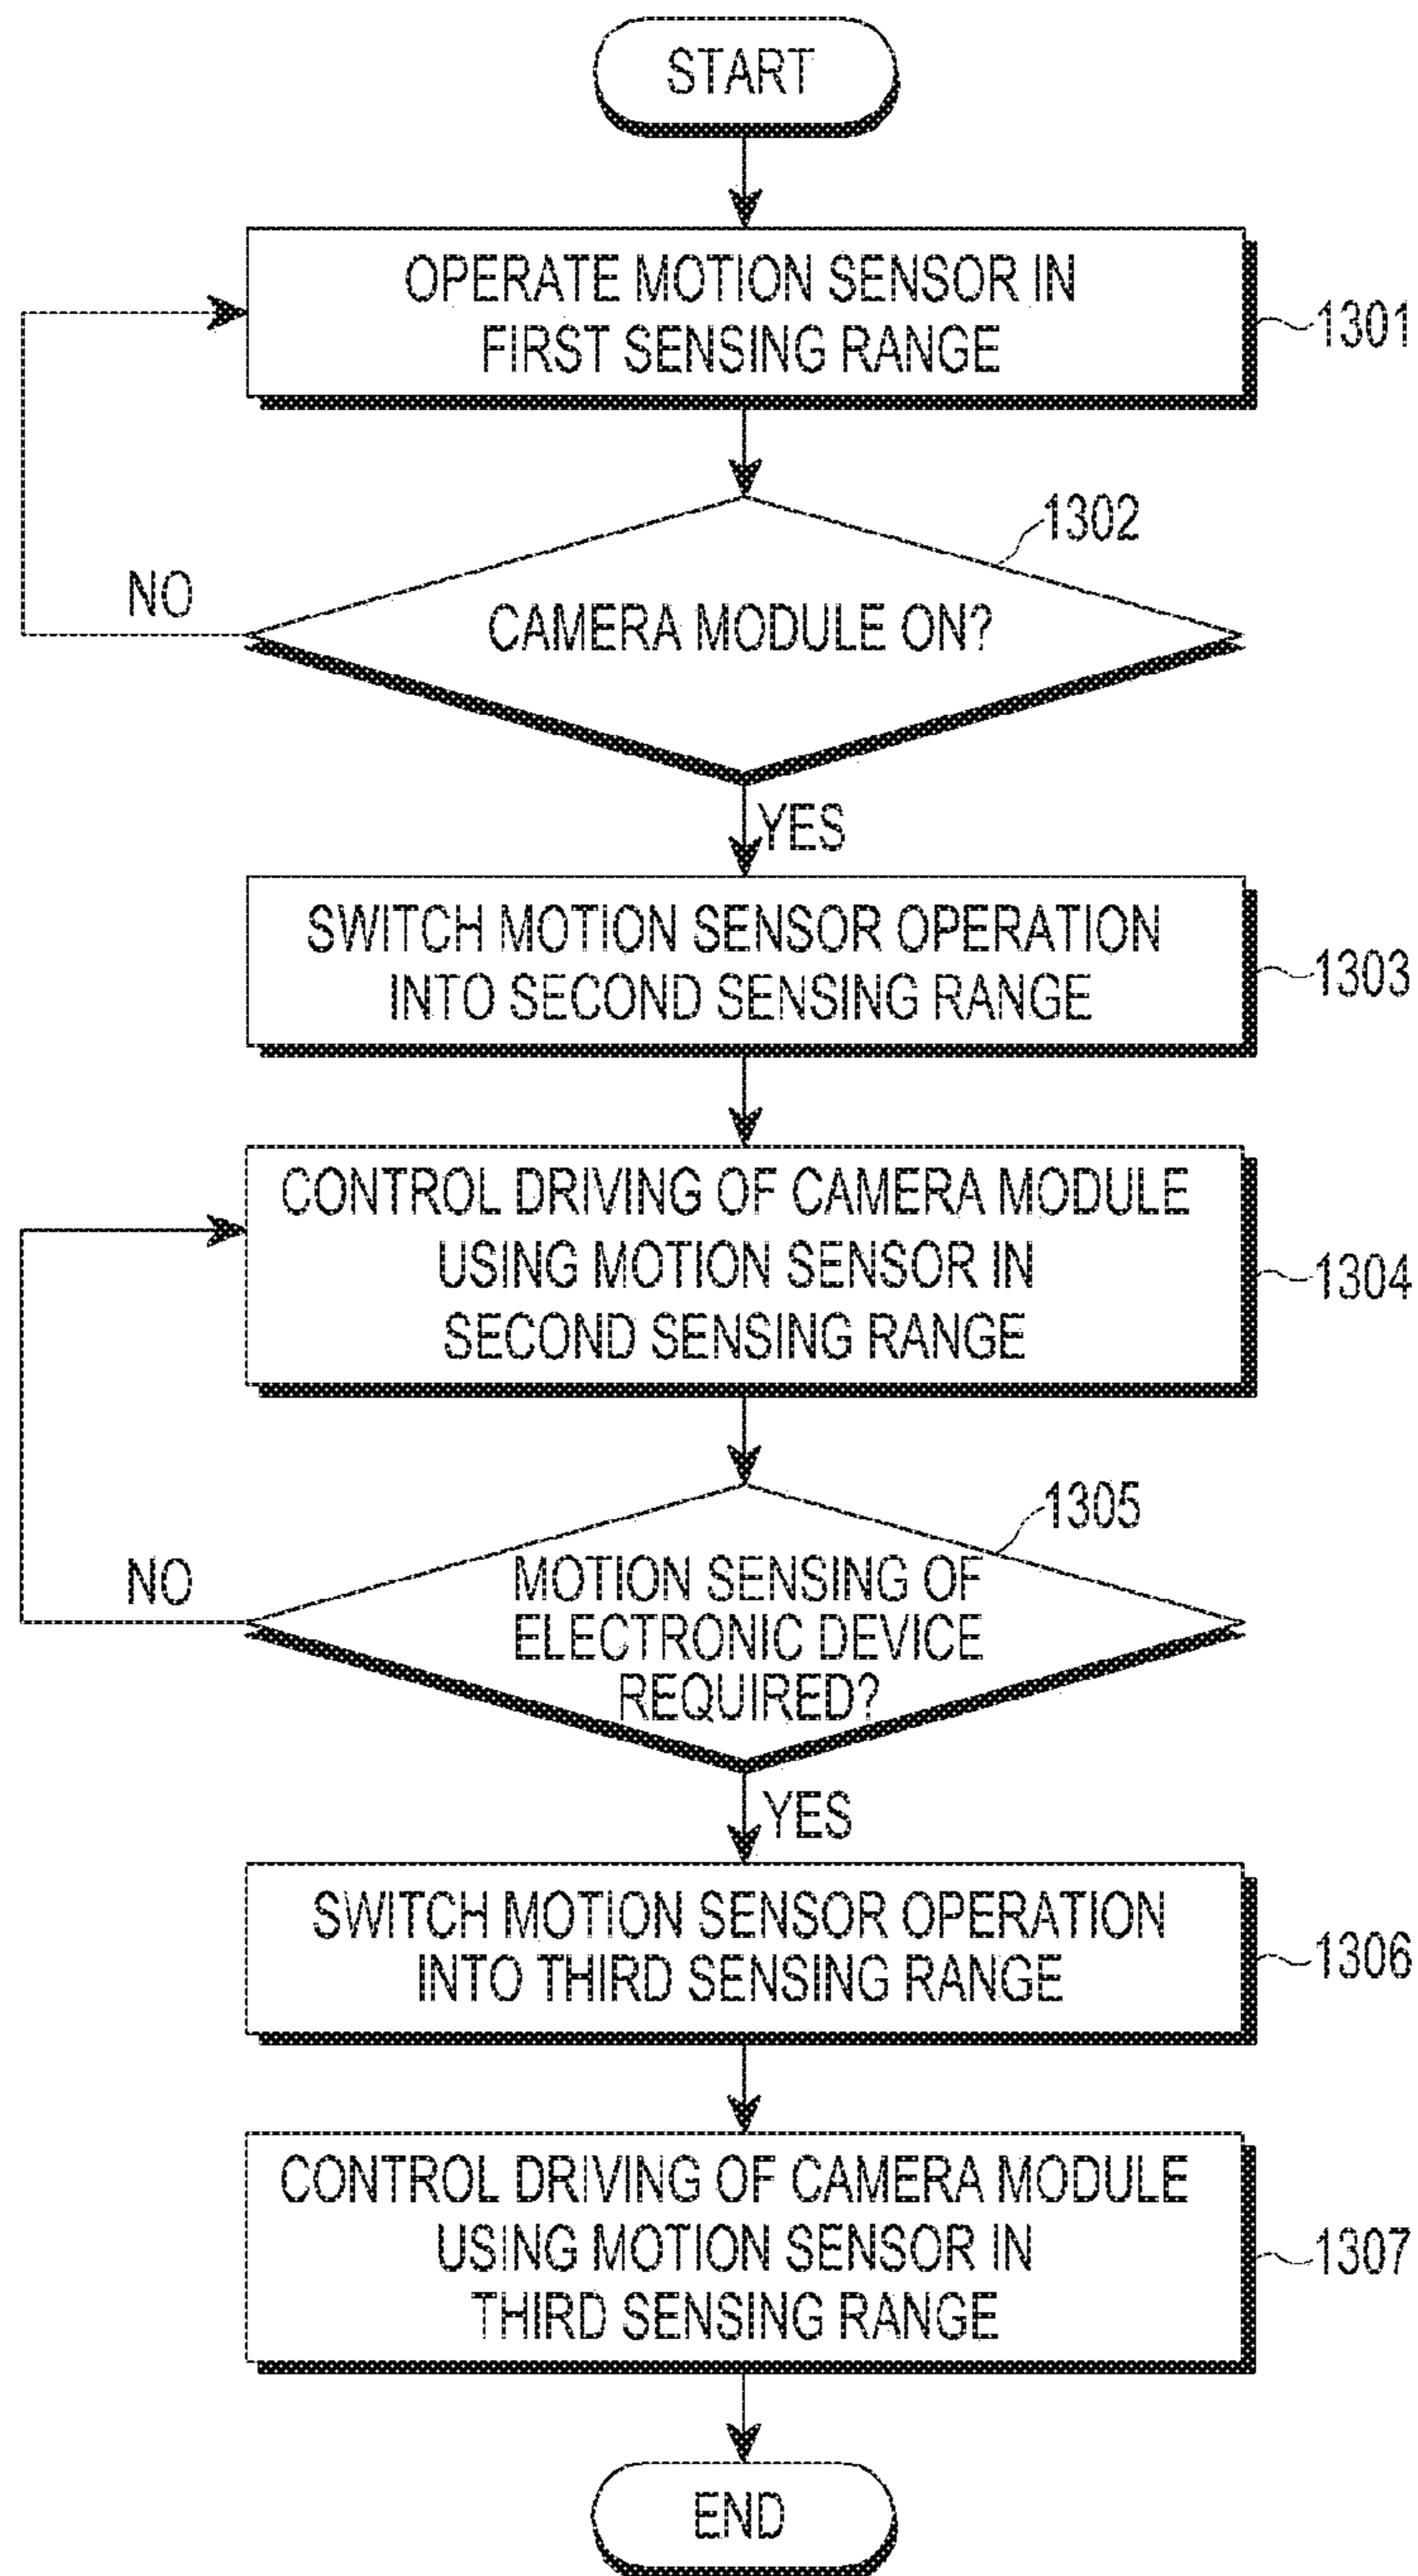 START
OPERATE MOTION SENSOR IN
FIRST SENSING RANGE
1301
1302
CAMERA MODULE ON?
NO
YES
SWITCH MOTION SENSOR OPERATION
INTO SECOND SENSING RANGE
1303
CONTROL DRIVING OF CAMERA MODULE
USING MOTION SENSOR IN
SECOND SENSING RANGE
1304
1305
MOTION SENSING OF
ELECTRONIC DEVICE
REQUIRED?
NO
YES
SWITCH MOTION SENSOR OPERATION
INTO THIRD SENSING RANGE
1306
CONTROL DRIVING OF CAMERA MODULE
USING MOTION SENSOR IN
THIRD SENSING RANGE
1307
END